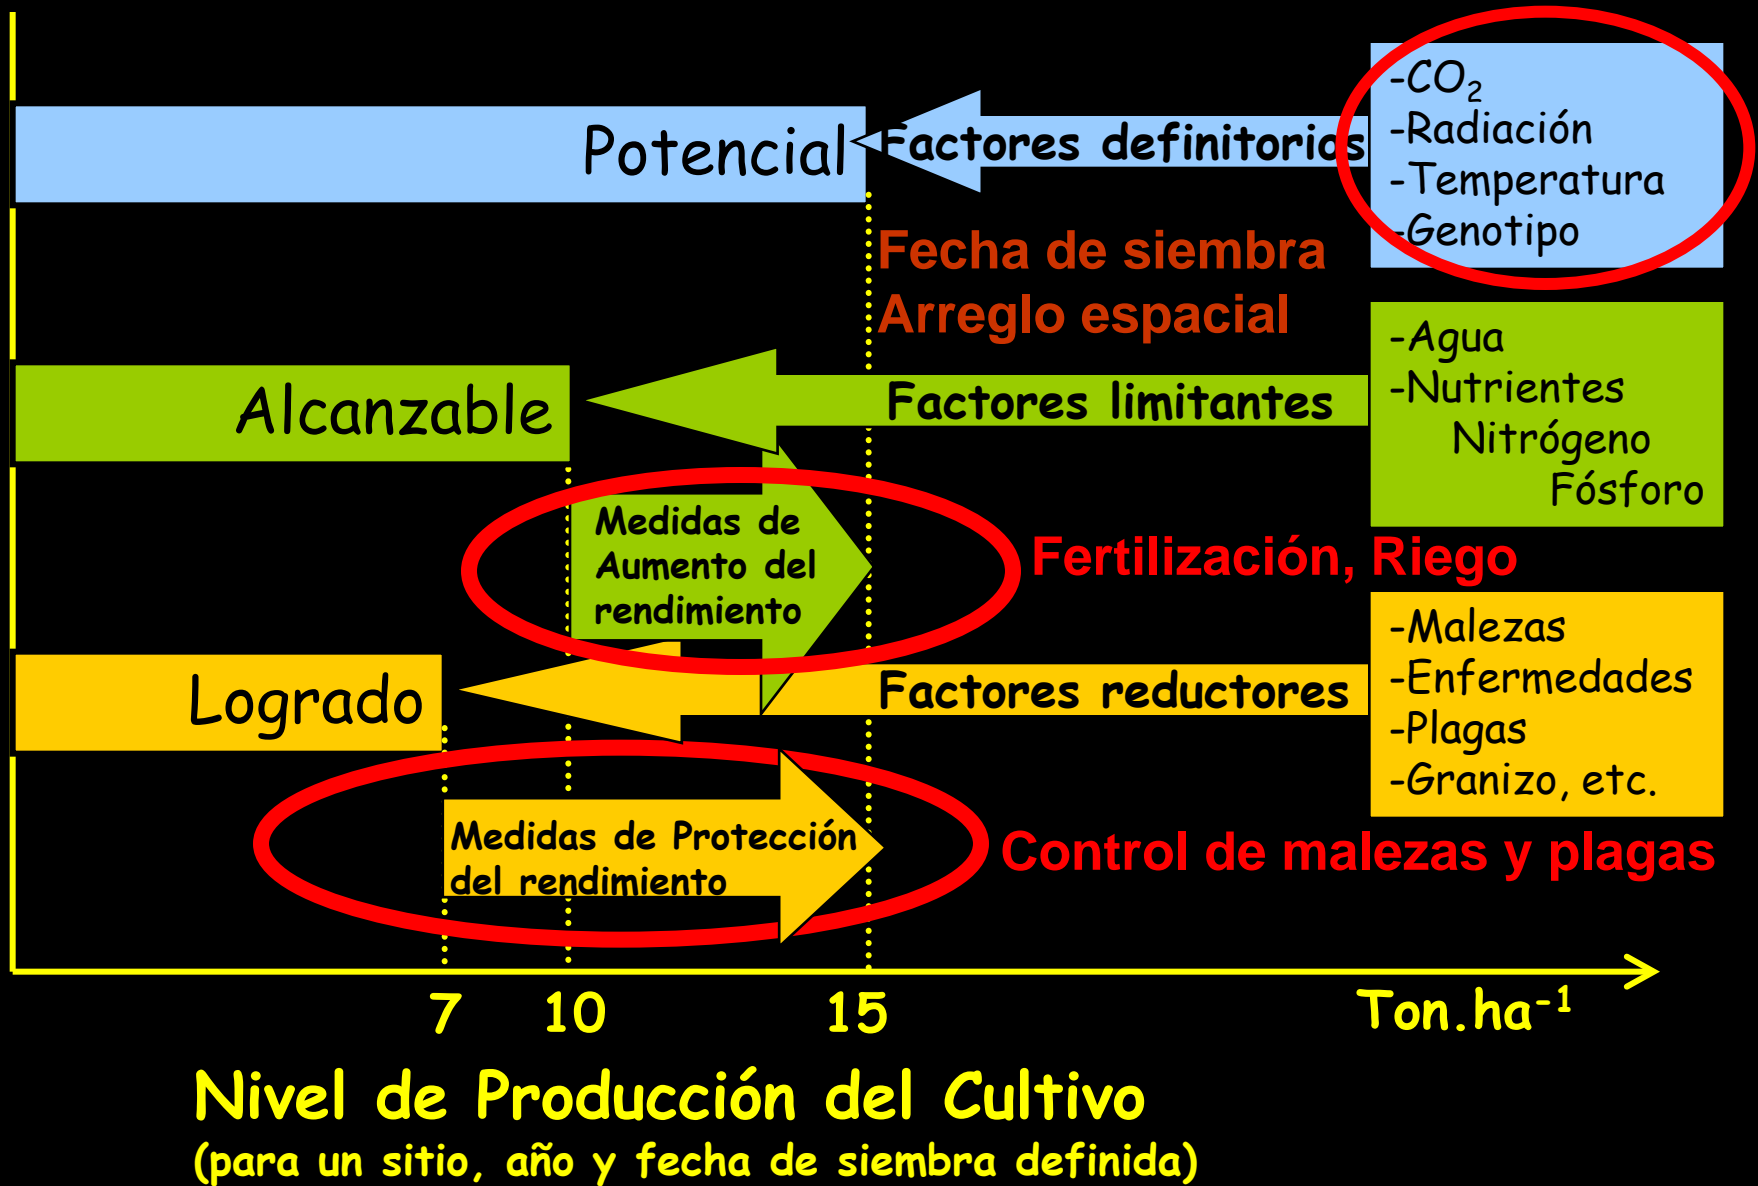 Potencial
Factores definitorios
-CO₂
-Radiación
-Temperatura
-Genotipo
Fecha de siembra
Arreglo espacial
Alcanzable
Factores limitantes
-Agua
-Nutrientes
Nitrógeno
Fósforo
Medidas de
Aumento del
rendimiento
Fertilización, Riego
Logrado
Factores reductores
-Malezas
-Enfermedades
-Plagas
-Granizo, etc.
Medidas de Protección
del rendimiento
Control de malezas y plagas
7 10 15 Ton.ha⁻¹
Nivel de Producción del Cultivo
(para un sitio, año y fecha de siembra definida)